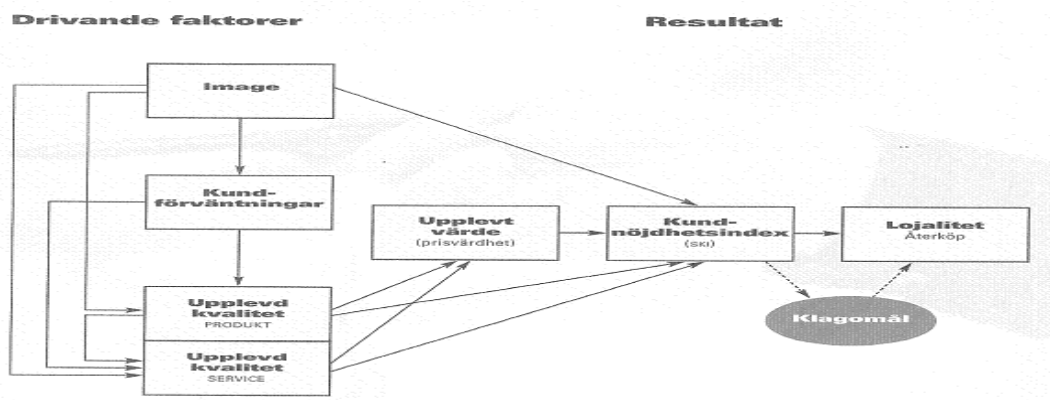 Drivande faktorer
Resultat
Image
Kund-
förväntningar
Upplevt
värde
(prisvärdhet)
Kund-
nöjdhetsindex
(SKI)
Lojalitet
Återköp
Upplevd
kvalitet
PRODUKT
Upplevd
kvalitet
SERVICE
Klagomål